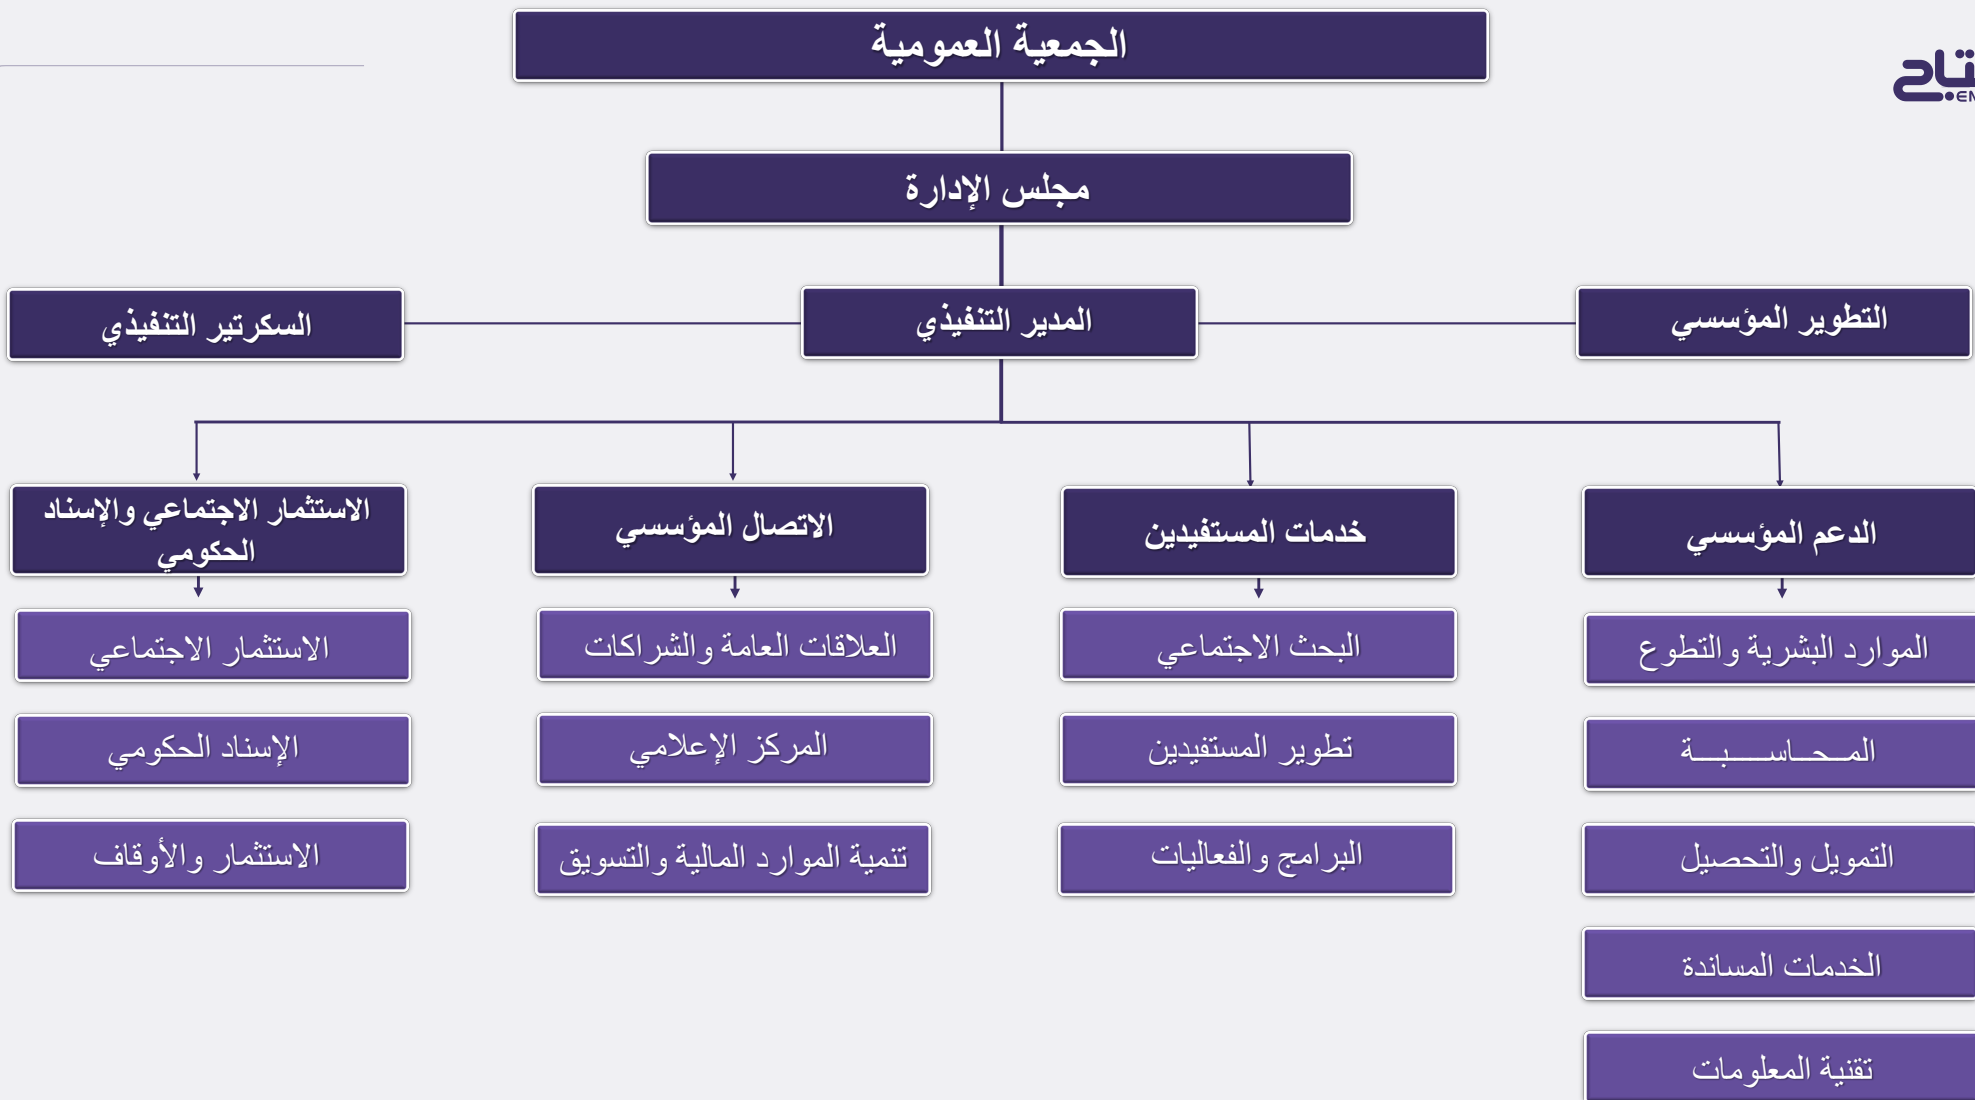 الجمعية العمومية
مجلس الإدارة
التطوير المؤسسي
المدير التنفيذي
السكرتير التنفيذي
الدعم المؤسسي
الموارد البشرية والتطوع
المــحــاســـبـــة
التمويل والتحصيل
الخدمات المساندة
تقنية المعلومات
خدمات المستفيدين
البحث الاجتماعي
تطوير المستفيدين
البرامج والفعاليات
الاتصال المؤسسي
العلاقات العامة والشراكات
المركز الإعلامي
تنمية الموارد المالية والتسويق
الاستثمار الاجتماعي والإسناد
الحكومي
الاستثمار الاجتماعي
الإسناد الحكومي
الاستثمار والأوقاف